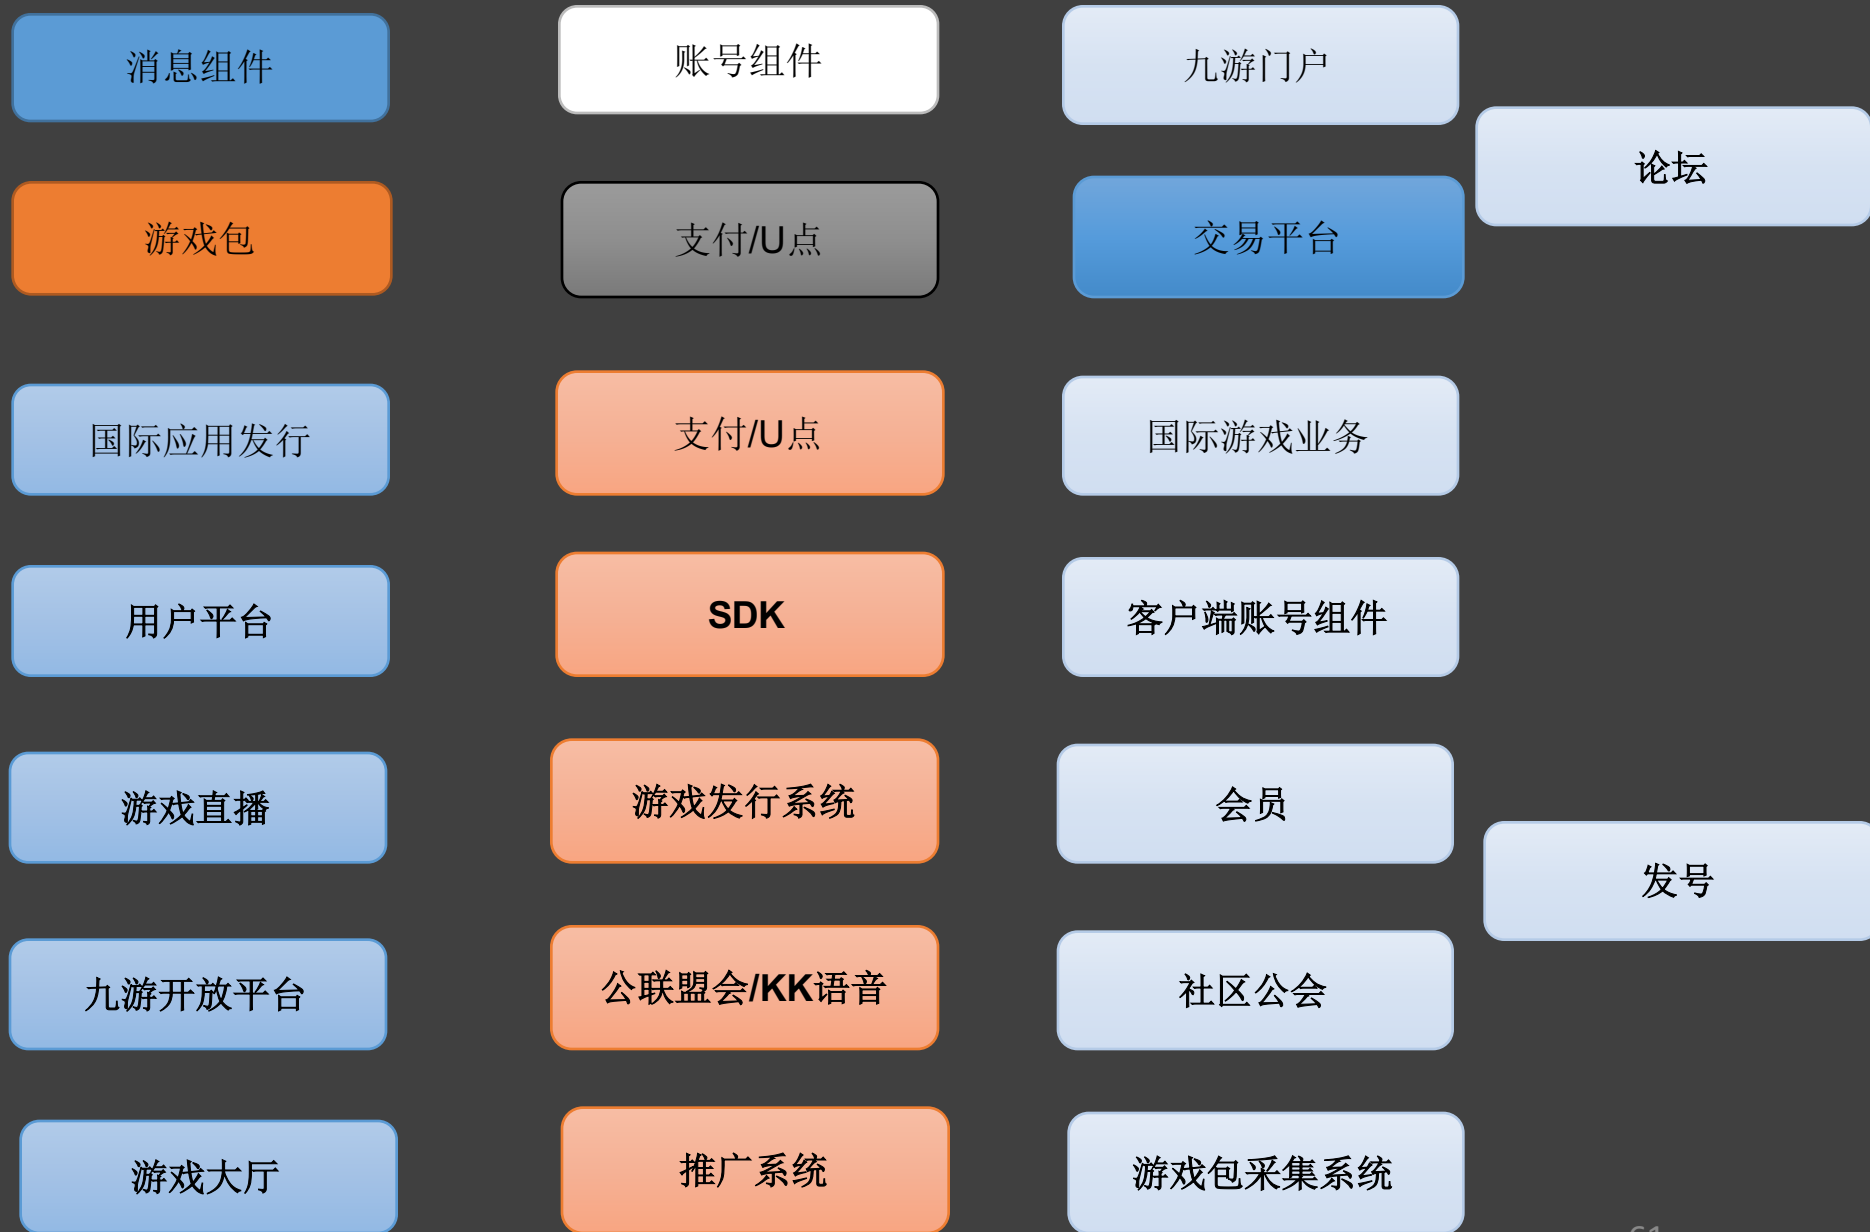 消息组件
账号组件
九游门户
论坛
游戏包
支付/U点
交易平台
国际应用发行
支付/U点
国际游戏业务
用户平台
SDK
客户端账号组件
游戏直播
游戏发行系统
会员
发号
九游开放平台
公联盟会/KK语音
社区公会
游戏大厅
推广系统
游戏包采集系统
61